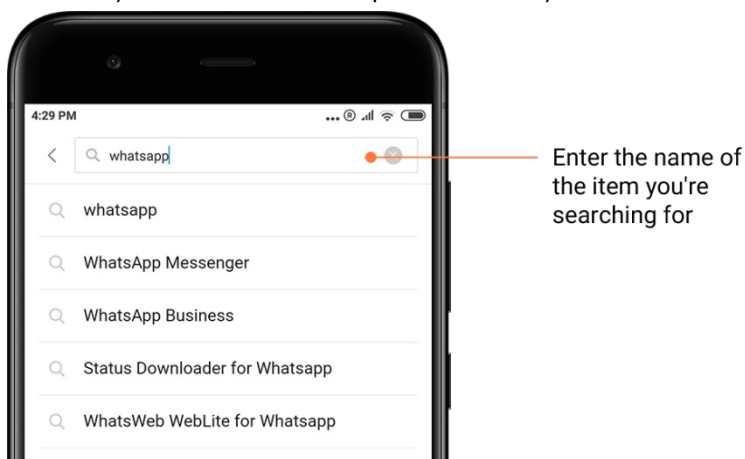 4:29 PM
whatsapp
whatsapp
WhatsApp Messenger
WhatsApp Business
Status Downloader for Whatsapp
WhatsWeb WebLite for Whatsapp
Enter the name of
the item you're
searching for